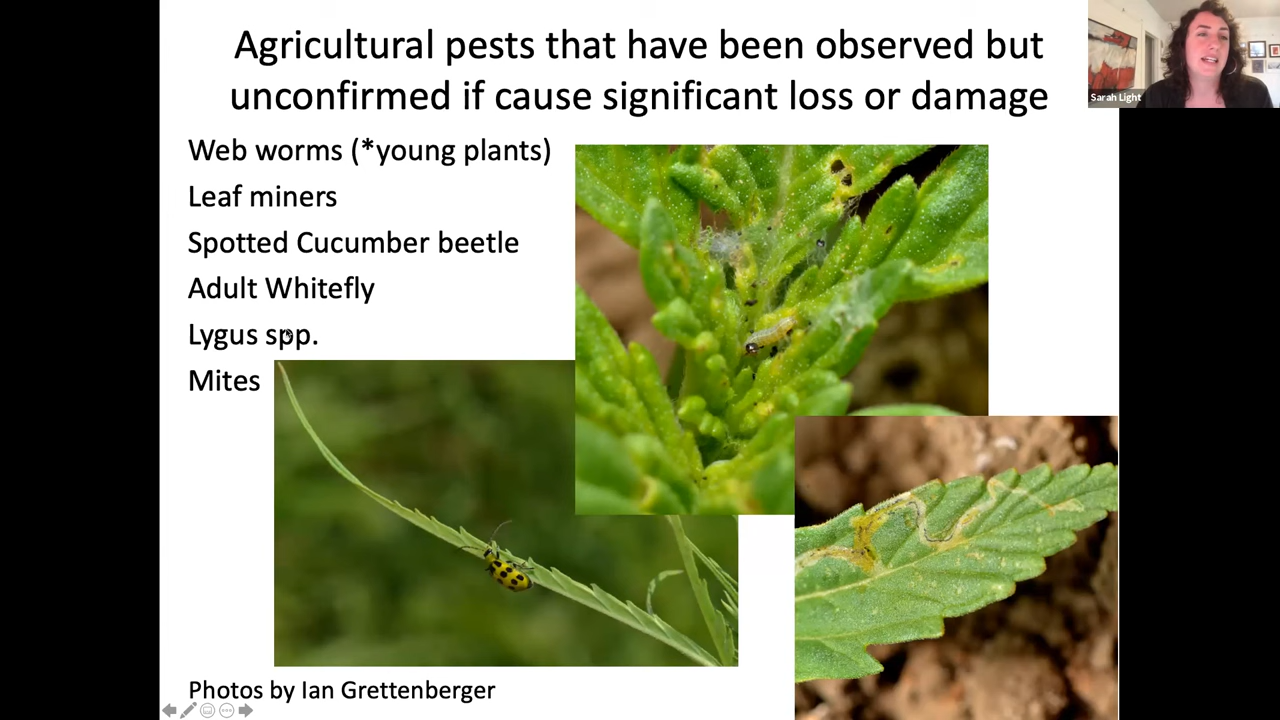 Agricultural pests that have been observed but
unconfirmed if cause significant loss or damage
Sarah Light
Web worms (*young plants)
Leaf miners
Spotted Cucumber beetle
Adult Whitefly
Lygus spp.
Mites
Photos by Ian Grettenberger